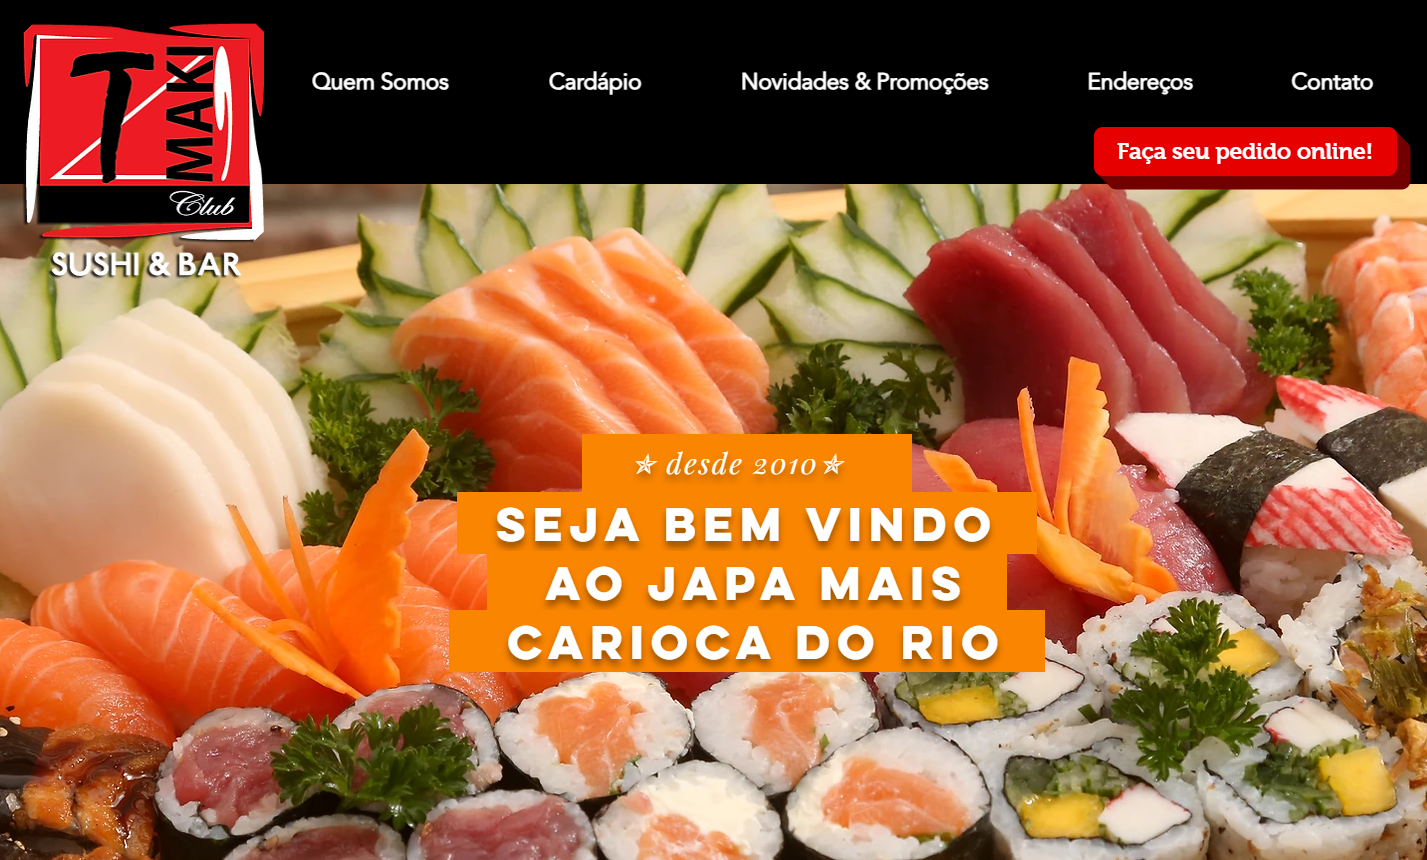 T MAKI
Club
SUSHI & BAR
Quem Somos
Cardápio
Novidades & Promoções
Endereços
Contato
Faça seu pedido online!
✯ desde 2010✯
SEJA BEM VINDO
AO JAPA MAIS
CARIOCA DO RIO